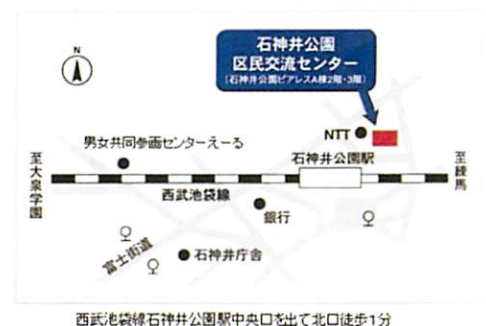 石神井公園
区民交流センター
(石神井公園ピアレスA棟2階・3階)
N
NTT
男女共同参画センターえーる
石神井公園駅
至大泉学園
至練馬
西武池袋線
銀行
富士街道
石神井庁舎
西武池袋線石神井公園駅中央口を出て北口徒歩1分